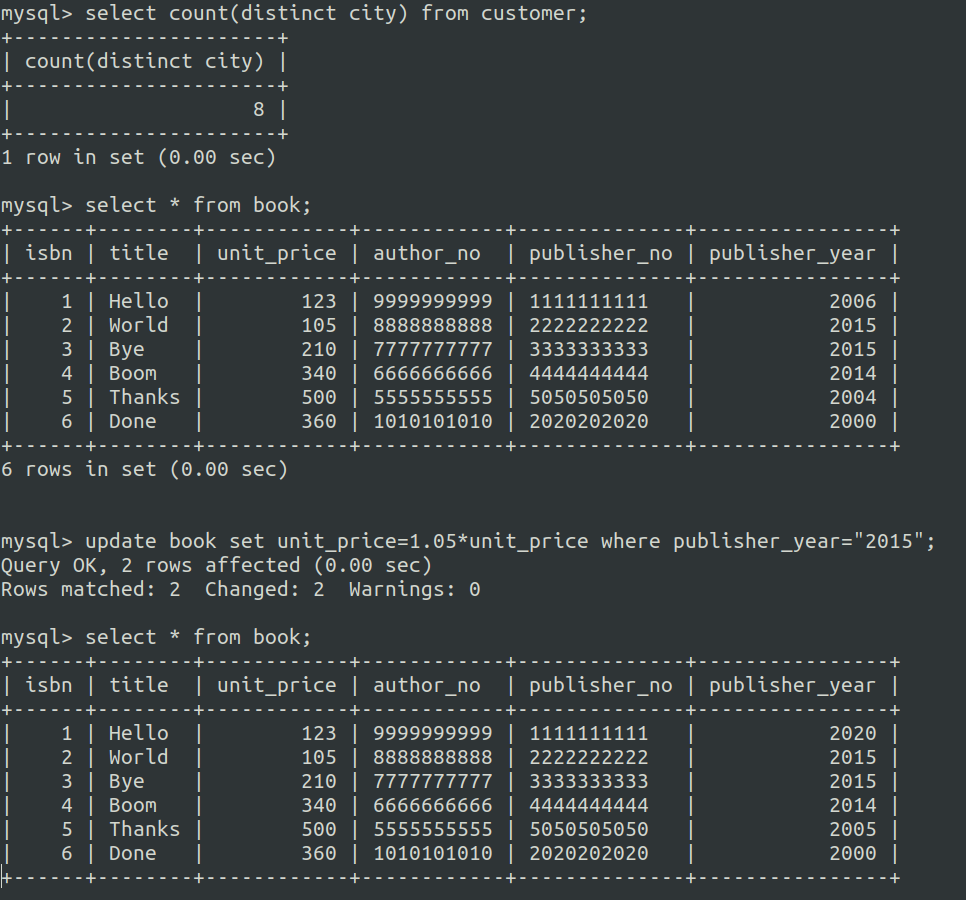 mysql> select count(distinct city) from customer;
+----------------------+
| count(distinct city) |
+----------------------+
|                    8 |
+----------------------+
1 row in set (0.00 sec)

mysql> select * from book;
+------+--------+------------+------------+--------------+----------------+
| isbn | title  | unit_price | author_no  | publisher_no | publisher_year |
+------+--------+------------+------------+--------------+----------------+
|    1 | Hello  |        123 | 9999999999 | 1111111111   |           2006 |
|    2 | World  |        105 | 8888888888 | 2222222222   |           2015 |
|    3 | Bye    |        210 | 7777777777 | 3333333333   |           2015 |
|    4 | Boom   |        340 | 6666666666 | 4444444444   |           2014 |
|    5 | Thanks |        500 | 5555555555 | 5050505050   |           2004 |
|    6 | Done   |        360 | 1010101010 | 2020202020   |           2000 |
+------+--------+------------+------------+--------------+----------------+
6 rows in set (0.00 sec)

mysql> update book set unit_price=1.05*unit_price where publisher_year="2015";
Query OK, 2 rows affected (0.00 sec)
Rows matched: 2  Changed: 2  Warnings: 0

mysql> select * from book;
+------+--------+------------+------------+--------------+----------------+
| isbn | title  | unit_price | author_no  | publisher_no | publisher_year |
+------+--------+------------+------------+--------------+----------------+
|    1 | Hello  |        123 | 9999999999 | 1111111111   |           2020 |
|    2 | World  |        105 | 8888888888 | 2222222222   |           2015 |
|    3 | Bye    |        210 | 7777777777 | 3333333333   |           2015 |
|    4 | Boom   |        340 | 6666666666 | 4444444444   |           2014 |
|    5 | Thanks |        500 | 5555555555 | 5050505050   |           2005 |
|    6 | Done   |        360 | 1010101010 | 2020202020   |           2000 |
+------+--------+------------+------------+--------------+----------------+